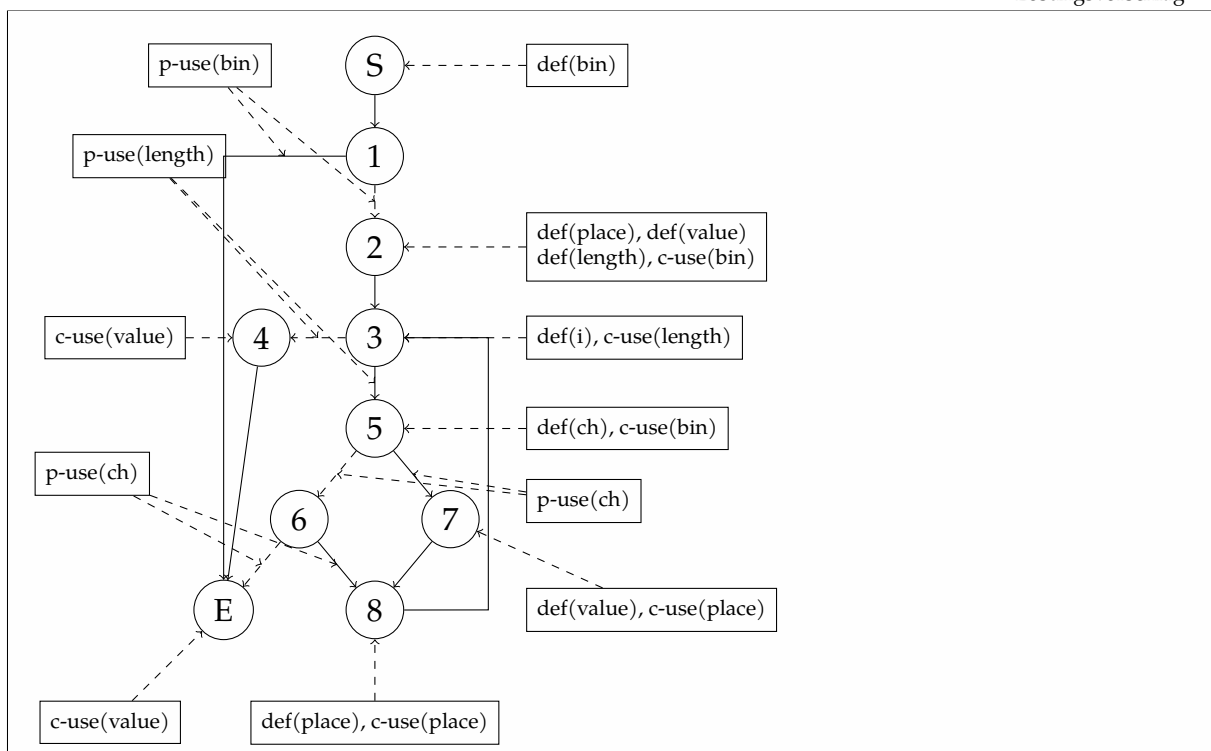 p-use(bin)
S
def(bin)
p-use(length)
1
2
def(place), def(value)
def(length), c-use(bin)
c-use(value)
4
3
def(i), c-use(length)
5
def(ch), c-use(bin)
p-use(ch)
6
7
p-use(ch)
E
8
def(value), c-use(place)
c-use(value)
def(place), c-use(place)